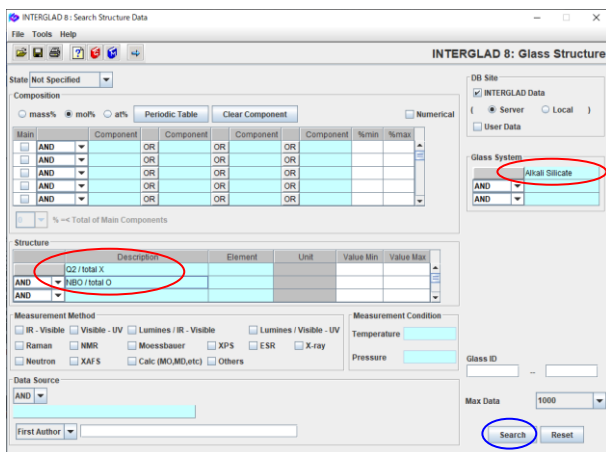 INTERGLAD 8 : Search Structure Data
File Tools Help
INTERGLAD 8: Glass Structure
State Not Specified
DB Site
INTERGLAD Data
( Server Local )
User Data
Composition
mass% mol% at% Periodic Table Clear Component Numerical
Main Component Component Component Component %min %max
AND OR OR OR
AND OR OR OR
AND OR OR OR
AND OR OR OR
AND OR OR OR
0 % =< Total of Main Components
Glass System
Alkali Silicate
AND
AND
Structure
Description Element Unit Value Min Value Max
Q2 / total X
AND NBO / total O
AND
Measurement Method
IR - Visible Visible - UV Lumines / IR - Visible Lumines / Visible - UV
Raman NMR Moessbauer XPS ESR X-ray
Neutron XAFS Calc (MO,MD,etc) Others
Measurement Condition
Temperature
Pressure
Glass ID
--
Data Source
AND
First Author
Max Data 1000
Search Reset